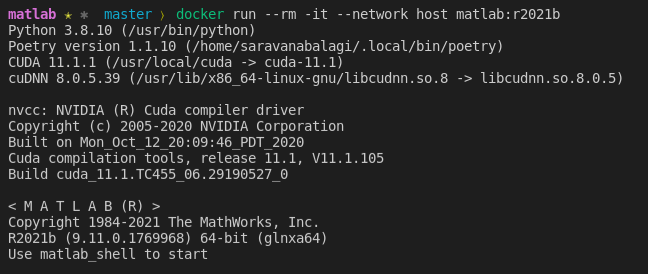 matlab ★ ✱ master ❭ docker run --rm -it --network host matlab:r2021b
Python 3.8.10 (/usr/bin/python)
Poetry version 1.1.10 (/home/saravanabalagi/.local/bin/poetry)
CUDA 11.1.1 (/usr/local/cuda -> cuda-11.1)
cuDNN 8.0.5.39 (/usr/lib/x86_64-linux-gnu/libcudnn.so.8 -> libcudnn.so.8.0.5)
nvcc: NVIDIA (R) Cuda compiler driver
Copyright (c) 2005-2020 NVIDIA Corporation
Built on Mon_Oct_12_20:09:46_PDT_2020
Cuda compilation tools, release 11.1, V11.1.105
Build cuda_11.1.TC455_06.29190527_0
< M A T L A B (R) >
Copyright 1984-2021 The MathWorks, Inc.
R2021b (9.11.0.1769968) 64-bit (glnxa64)
Use matlab_shell to start